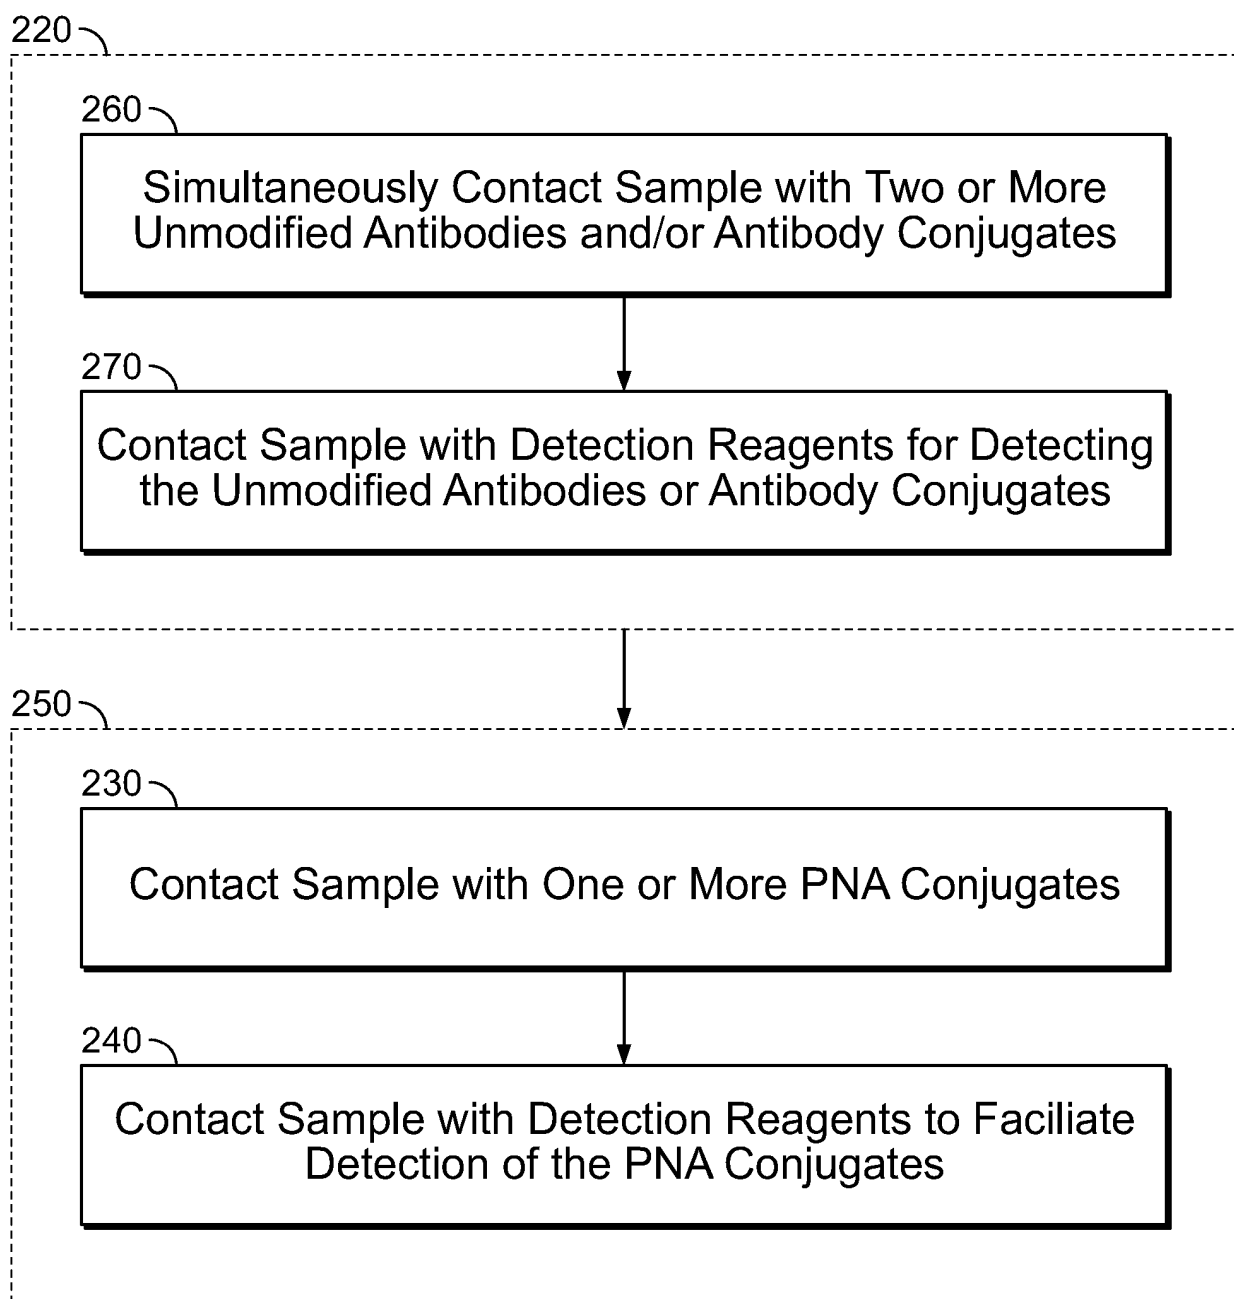 220
260
Simultaneously Contact Sample with Two or More
Unmodified Antibodies and/or Antibody Conjugates
270
Contact Sample with Detection Reagents for Detecting
the Unmodified Antibodies or Antibody Conjugates
250
230
Contact Sample with One or More PNA Conjugates
240
Contact Sample with Detection Reagents to Faciliate
Detection of the PNA Conjugates